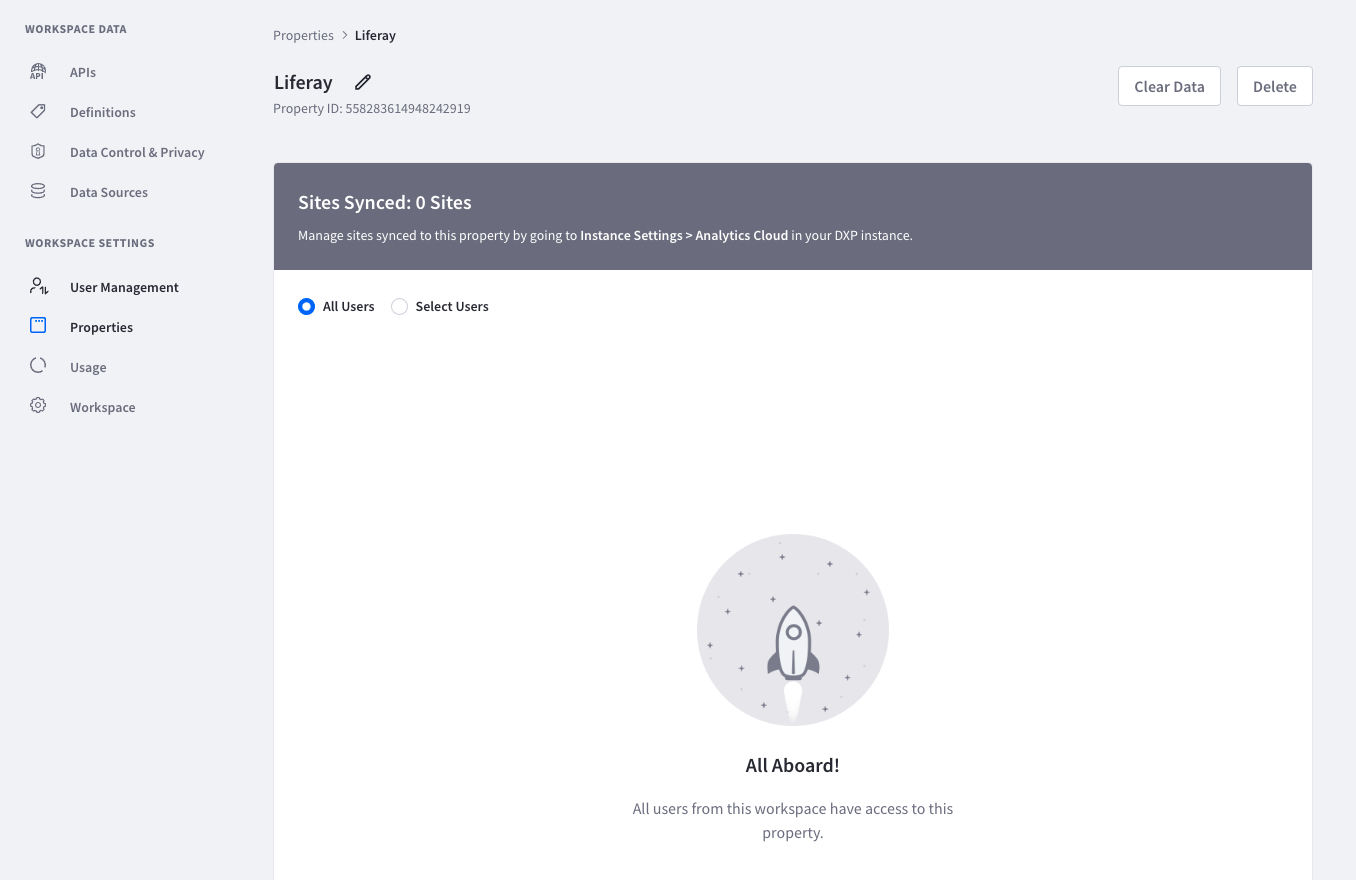 WORKSPACE DATA
APIs
Definitions
Data Control & Privacy
Data Sources
WORKSPACE SETTINGS
User Management
Properties
Usage
Workspace
Properties > Liferay
Liferay
Property ID: 558283614948242919
Clear Data
Delete
Sites Synced: 0 Sites
Manage sites synced to this property by going to Instance Settings > Analytics Cloud in your DXP instance.
All Users
Select Users
All Aboard!
All users from this workspace have access to this
property.
API